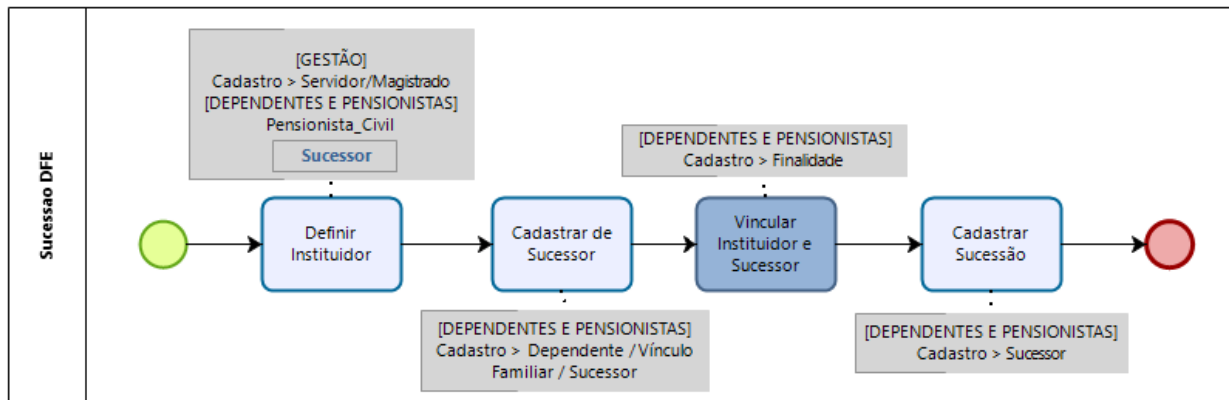 Sucessao DFE
[GESTÃO]
Cadastro > Servidor/Magistrado
[DEPENDENTES E PENSIONISTAS]
Pensionista_Civil
Sucessor
Definir
Instituidor
Cadastrar de
Sucessor
[DEPENDENTES E PENSIONISTAS]
Cadastro > Dependente / Vínculo
Familiar / Sucessor
[DEPENDENTES E PENSIONISTAS]
Cadastro > Finalidade
Vincular
Instituidor e
Sucessor
Cadastrar
Sucessão
[DEPENDENTES E PENSIONISTAS]
Cadastro > Sucessor